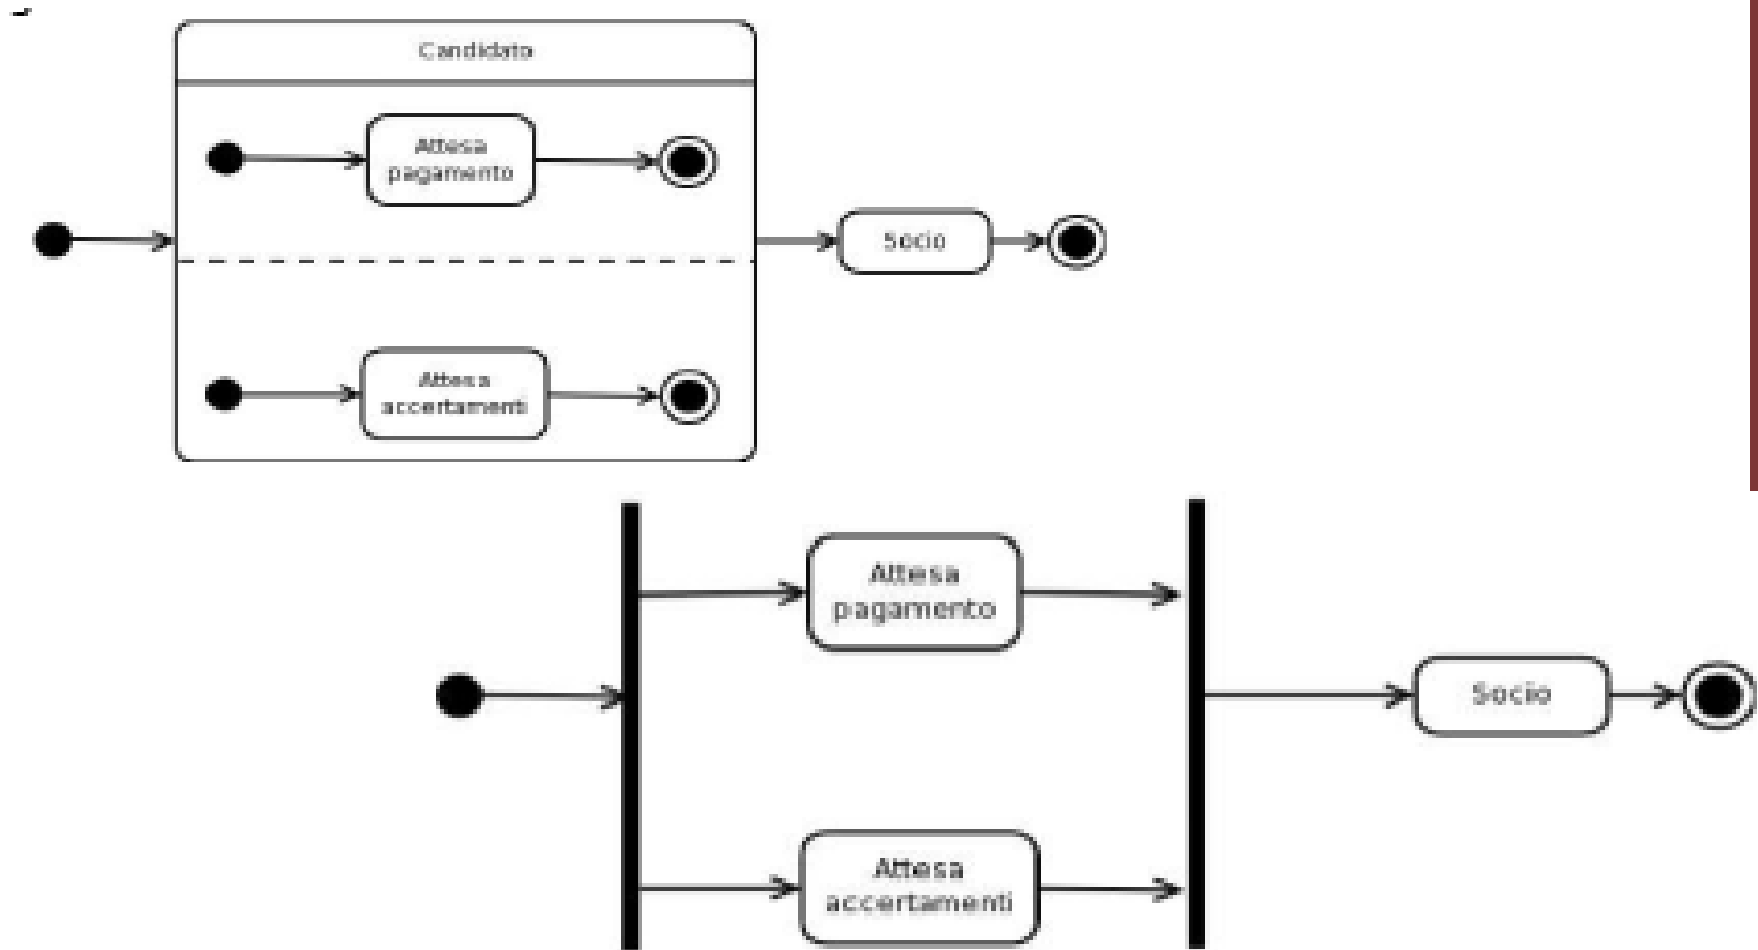 Candidato
Attesa
pagamento
Socio
Attesa
accertamenti
Attesa
pagamento
Socio
Attesa
accertamenti